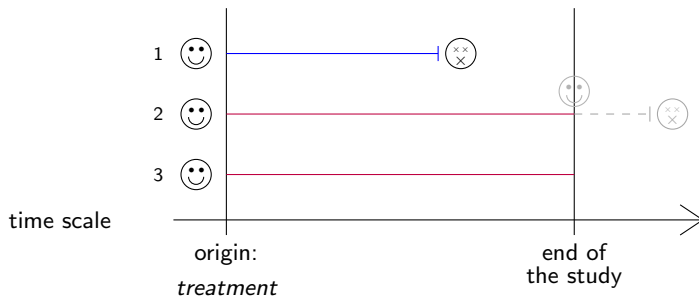 1
2
3
time scale
origin:
treatment
end of
the study